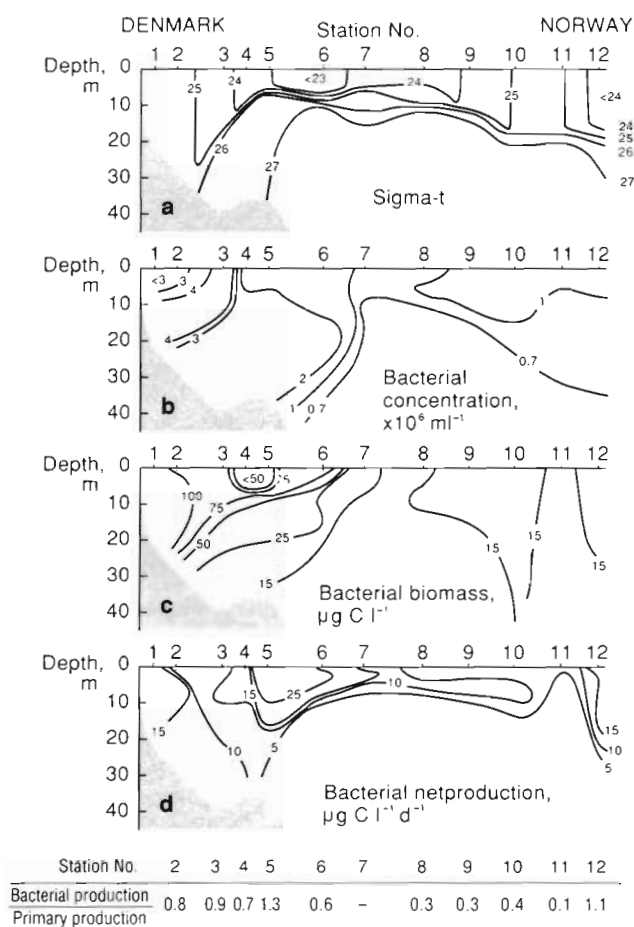 DENMARK Station No. NORWAY
1 2 3 4 5 6 7 8 9 10 11 12
Depth, m
0
10
20
30
40
25 24 <23 24 25 <24
26 27 24 25 26 27
Sigma-t
a
1 2 3 4 5 6 7 8 9 10 11 12
Depth, m
0
10
20
30
40
<3 3 4
4 3 2 1 0.7 1 0.7
Bacterial
concentration,
x10⁶ ml⁻¹
b
1 2 3 4 5 6 7 8 9 10 11 12
Depth, m
0
10
20
30
40
100 75 50 <50 25 15 15 15 15
Bacterial biomass,
µg C l⁻¹
c
1 2 3 4 5 6 7 8 9 10 11 12
Depth, m
0
10
20
30
40
15 10 15 25 5 10 15 10 5
Bacterial netproduction,
µg C l⁻¹ d⁻¹
d
Station No. 2 3 4 5 6 7 8 9 10 11 12
Bacterial production
Primary production
0.8 0.9 0.7 1.3 0.6 – 0.3 0.3 0.4 0.1 1.1